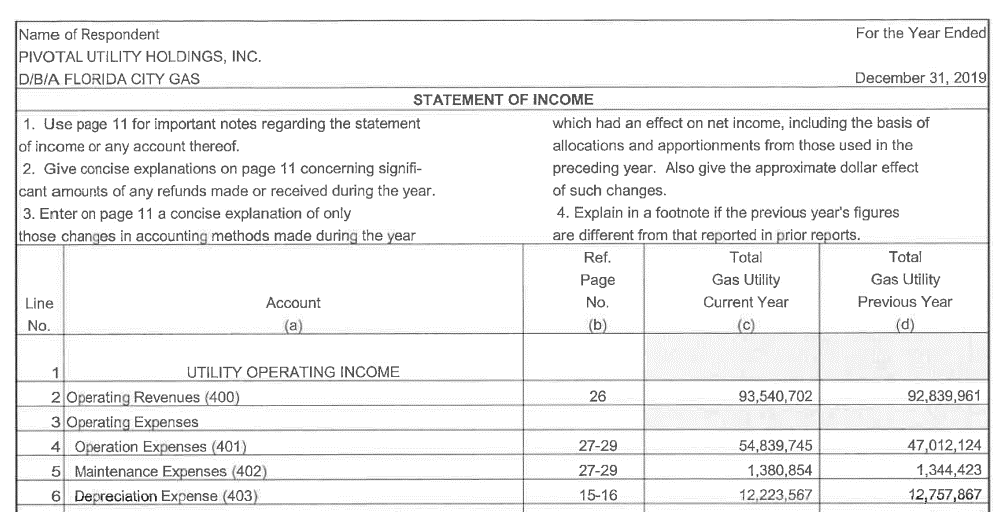 Name of Respondent For the Year Ended
PIVOTAL UTILITY HOLDINGS, INC.
D/B/A FLORIDA CITY GAS December 31, 2019
STATEMENT OF INCOME
1. Use page 11 for important notes regarding the statement
of income or any account thereof.
2. Give concise explanations on page 11 concerning signifi-
cant amounts of any refunds made or received during the year.
3. Enter on page 11 a concise explanation of only
those changes in accounting methods made during the year
which had an effect on net income, including the basis of
allocations and apportionments from those used in the
preceding year. Also give the approximate dollar effect
of such changes.
4. Explain in a footnote if the previous year's figures
are different from that reported in prior reports.
Line No. Account (a) Ref. Page No. (b) Total Gas Utility Current Year (c) Total Gas Utility Previous Year (d)
1 UTILITY OPERATING INCOME
2 Operating Revenues (400) 26 93,540,702 92,839,961
3 Operating Expenses
4 Operation Expenses (401) 27-29 54,839,745 47,012,124
5 Maintenance Expenses (402) 27-29 1,380,854 1,344,423
6 Depreciation Expense (403) 15-16 12,223,567 12,757,867